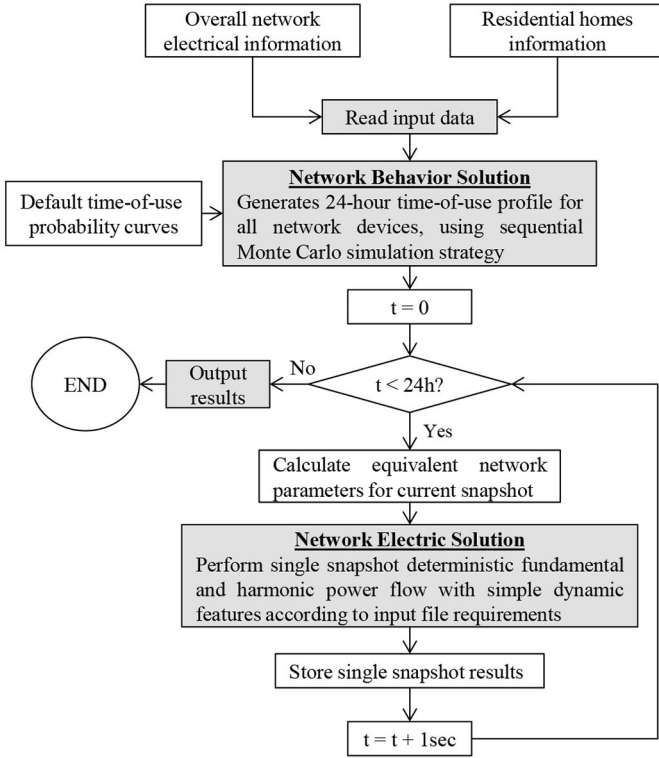 Overall network
electrical information
Residential homes
information
Read input data
Network Behavior Solution
Generates 24-hour time-of-use profile for
all network devices, using sequential
Monte Carlo simulation strategy
Default time-of-use
probability curves
t = 0
t < 24h?
No
Output
results
END
Yes
Calculate equivalent network
parameters for current snapshot
Network Electric Solution
Perform single snapshot deterministic fundamental
and harmonic power flow with simple dynamic
features according to input file requirements
Store single snapshot results
t = t + 1sec